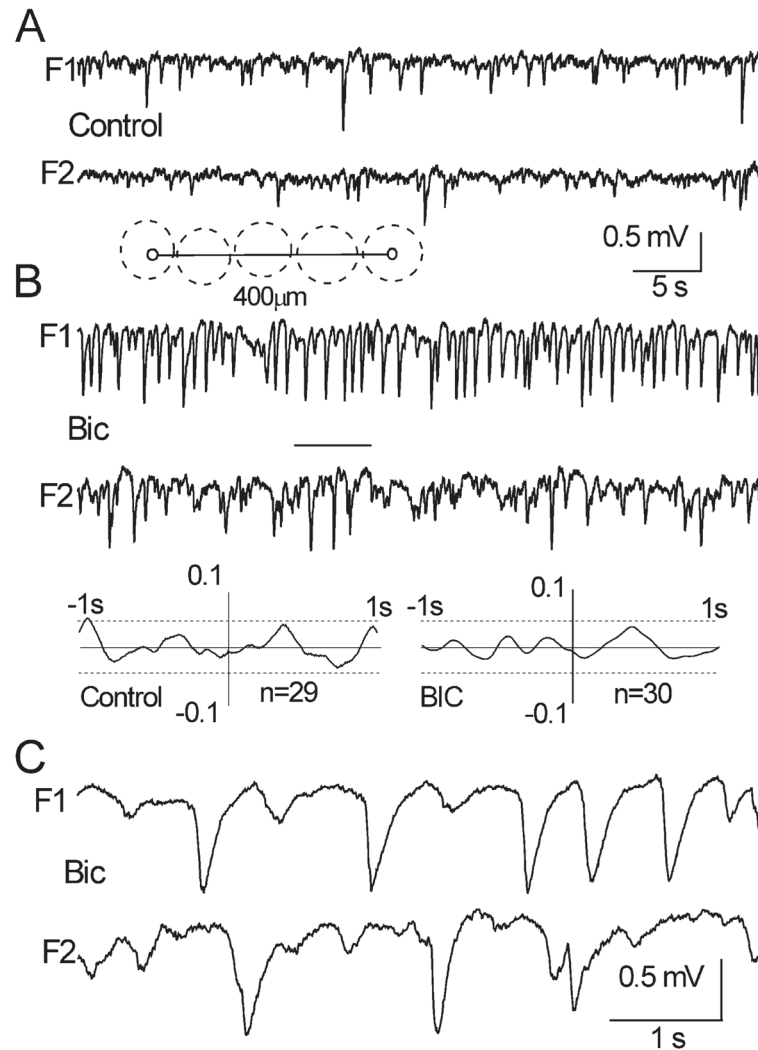 A
F1
Control
F2
0.5 mV
5 s
400μm
B
F1
Bic
F2
0.1
-1s
1s
Control
n=29
-0.1
0.1
-1s
1s
BIC
n=30
-0.1
C
F1
Bic
F2
0.5 mV
1 s